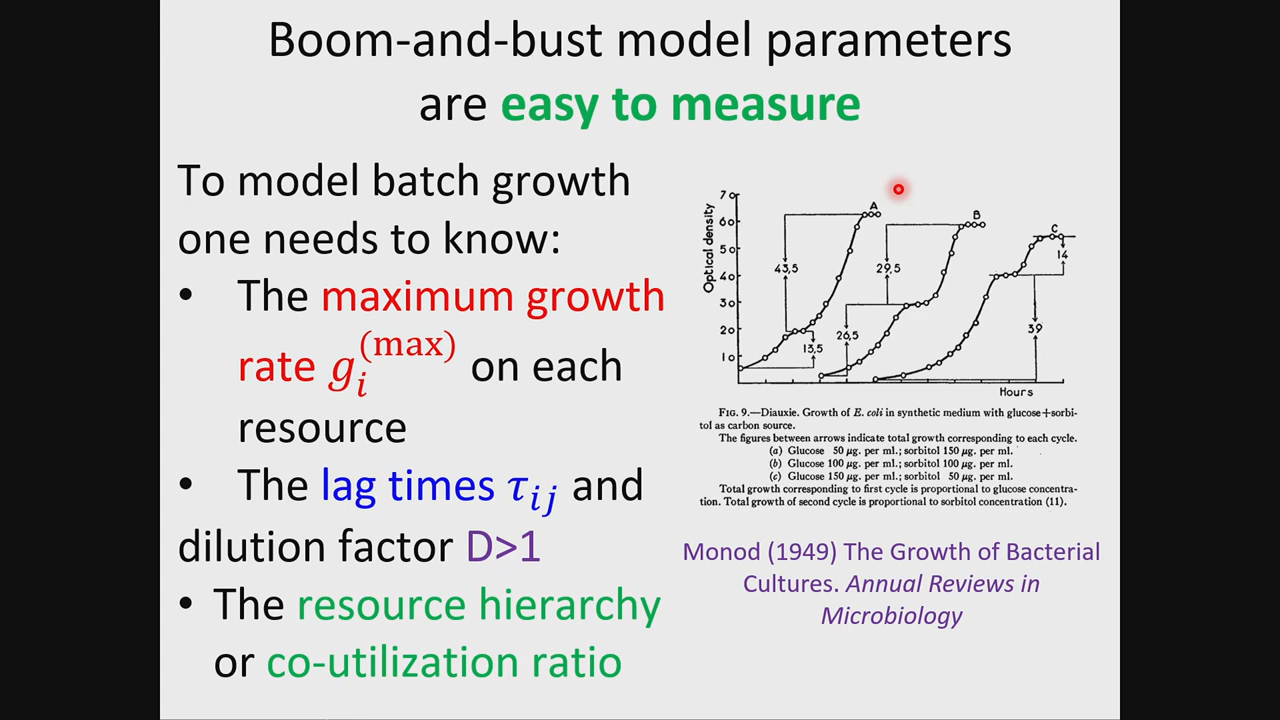 Boom-and-bust model parameters
are easy to measure
To model batch growth
one needs to know:
• The maximum growth
rate g_i^(max) on each
resource
• The lag times τ_ij and
dilution factor D>1
• The resource hierarchy
or co-utilization ratio
Optical density
70
60
50
40
30
20
10
A
B
C
43,5
13,5
29,5
26,5
14
39
Hours
FIG. 9.—Diauxie. Growth of E. coli in synthetic medium with glucose+sorbi-
tol as carbon source.
The figures between arrows indicate total growth corresponding to each cycle.
(a) Glucose 50 μg. per ml.; sorbitol 150 μg. per ml.
(b) Glucose 100 μg. per ml.; sorbitol 100 μg. per ml.
(c) Glucose 150 μg. per ml.; sorbitol 50 μg. per ml.
Total growth corresponding to first cycle is proportional to glucose concentra-
tion. Total growth of second cycle is proportional to sorbitol concentration (11).
Monod (1949) The Growth of Bacterial
Cultures. Annual Reviews in
Microbiology